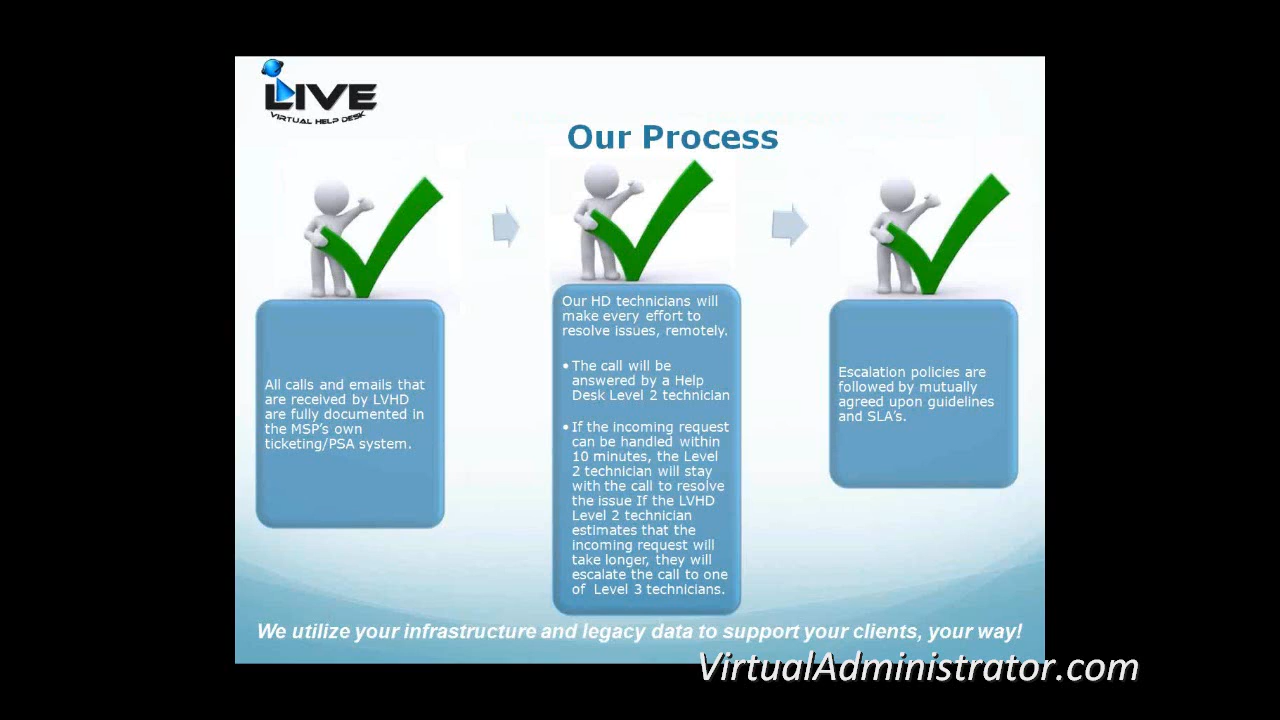 LIVE
VIRTUAL HELP DESK
Our Process
All calls and emails that
are received by LVHD
are fully documented in
the MSP's own
ticketing/PSA system.
Our HD technicians will
make every effort to
resolve issues, remotely.
• The call will be
answered by a Help
Desk Level 2 technician
• If the incoming request
can be handled within
10 minutes, the Level
2 technician will stay
with the call to resolve
the issue If the LVHD
Level 2 technician
estimates that the
incoming request will
take longer, they will
escalate the call to one
of Level 3 technicians.
Escalation policies are
followed by mutually
agreed upon guidelines
and SLA's.
We utilize your infrastructure and legacy data to support your clients, your way!
VirtualAdministrator.com